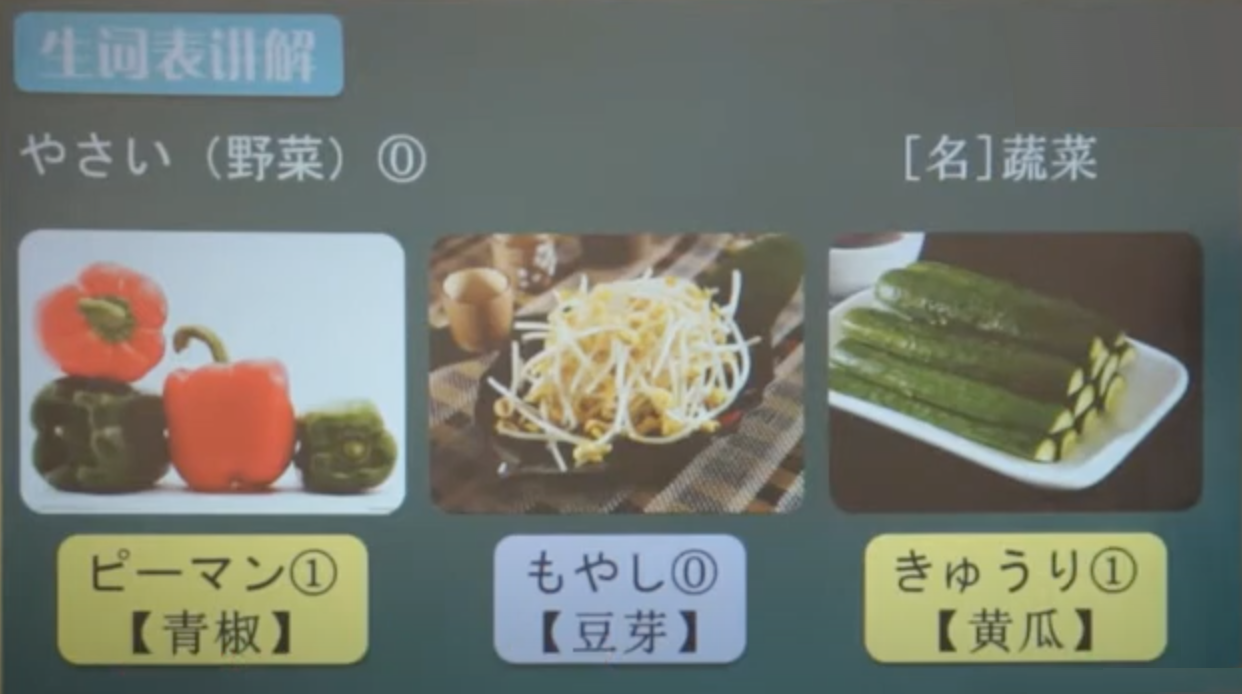 生词表讲解
やさい（野菜）⓪ [名]蔬菜
ピーマン①
【青椒】
もやし⓪
【豆芽】
きゅうり①
【黄瓜】